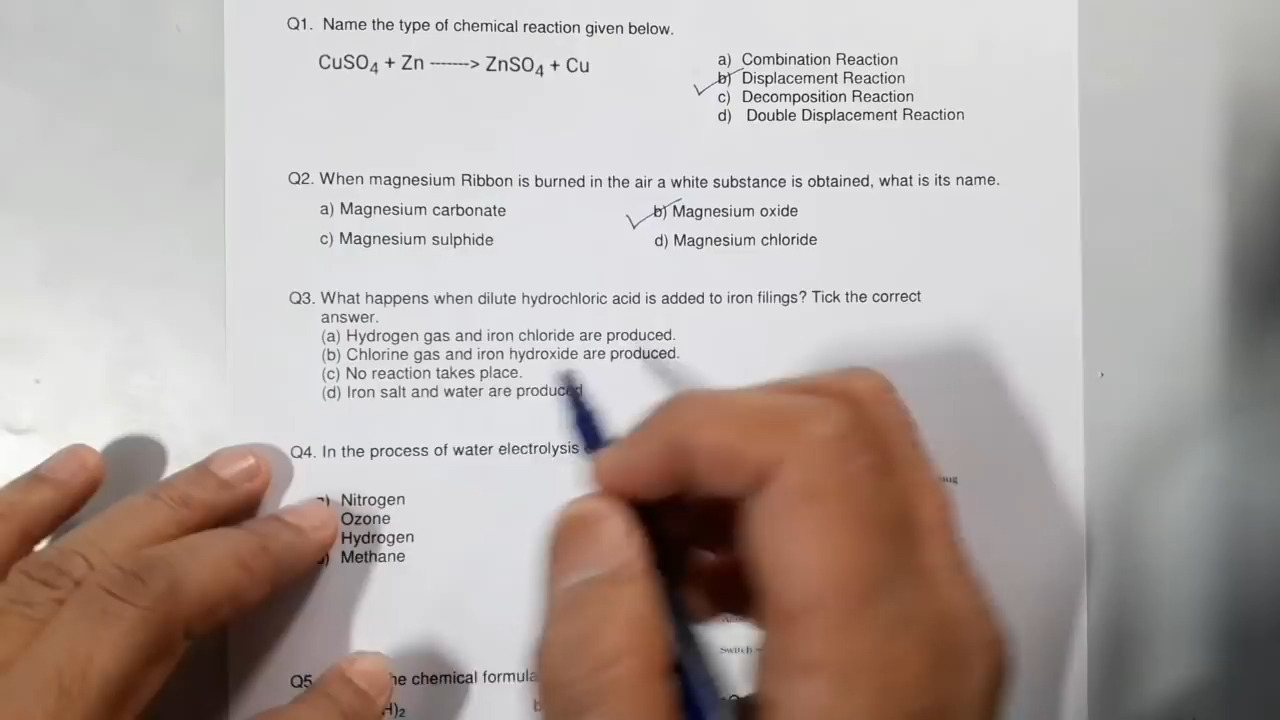 Q1. Name the type of chemical reaction given below.
CuSO₄ + Zn -------> ZnSO₄ + Cu
a) Combination Reaction
b) Displacement Reaction
c) Decomposition Reaction
d) Double Displacement Reaction
Q2. When magnesium Ribbon is burned in the air a white substance is obtained, what is its name.
a) Magnesium carbonate
b) Magnesium oxide
c) Magnesium sulphide
d) Magnesium chloride
Q3. What happens when dilute hydrochloric acid is added to iron filings? Tick the correct
answer.
(a) Hydrogen gas and iron chloride are produced.
(b) Chlorine gas and iron hydroxide are produced.
(c) No reaction takes place.
(d) Iron salt and water are produced
Q4. In the process of water electrolysis
Nitrogen
Ozone
Hydrogen
Methane
Q5 chemical formula
H)₂
Switch